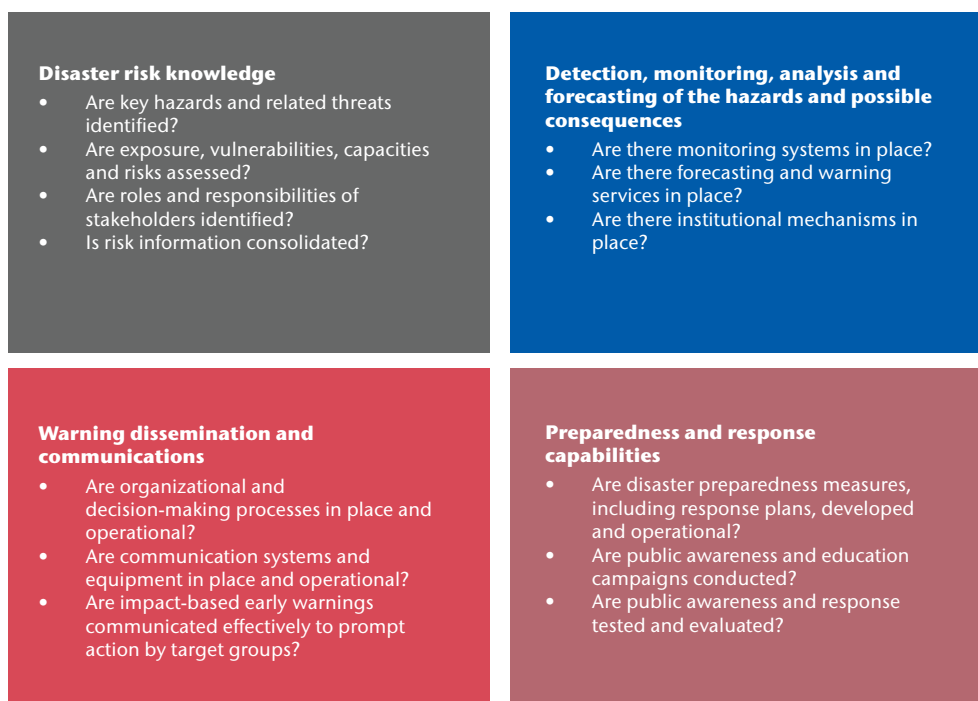 Disaster risk knowledge
• Are key hazards and related threats
identified?
• Are exposure, vulnerabilities, capacities
and risks assessed?
• Are roles and responsibilities of
stakeholders identified?
• Is risk information consolidated?
Detection, monitoring, analysis and
forecasting of the hazards and possible
consequences
• Are there monitoring systems in place?
• Are there forecasting and warning
services in place?
• Are there institutional mechanisms in
place?
Warning dissemination and
communications
• Are organizational and
decision-making processes in place and
operational?
• Are communication systems and
equipment in place and operational?
• Are impact-based early warnings
communicated effectively to prompt
action by target groups?
Preparedness and response
capabilities
• Are disaster preparedness measures,
including response plans, developed
and operational?
• Are public awareness and education
campaigns conducted?
• Are public awareness and response
tested and evaluated?